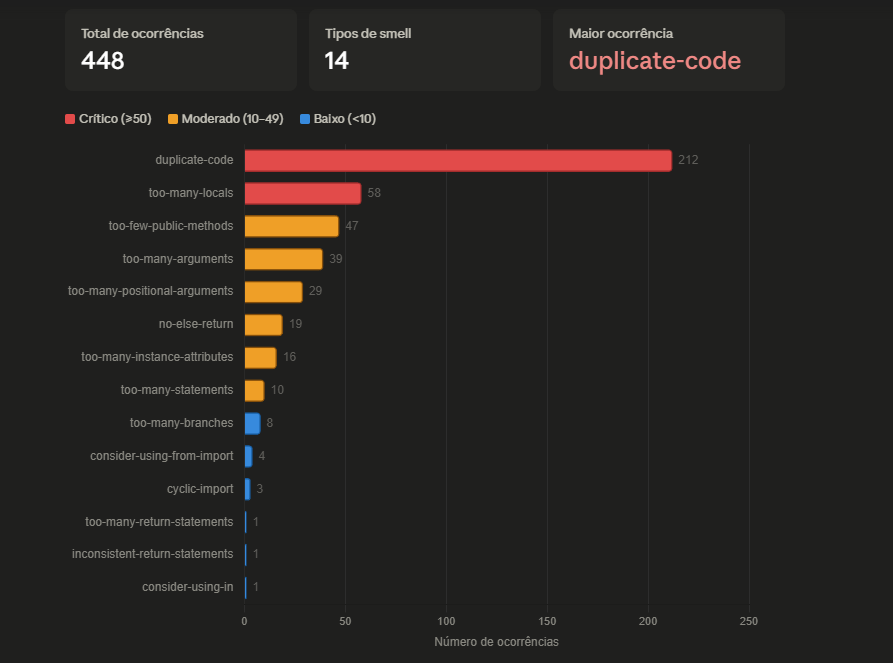 Total de ocorrências
448
Tipos de smell
14
Maior ocorrência
duplicate-code
Crítico (≥50) Moderado (10–49) Baixo (<10)
duplicate-code 212
too-many-locals 58
too-few-public-methods 47
too-many-arguments 39
too-many-positional-arguments 29
no-else-return 19
too-many-instance-attributes 16
too-many-statements 10
too-many-branches 8
consider-using-from-import 4
cyclic-import 3
too-many-return-statements 1
inconsistent-return-statements 1
consider-using-in 1
0 50 100 150 200 250
Número de ocorrências